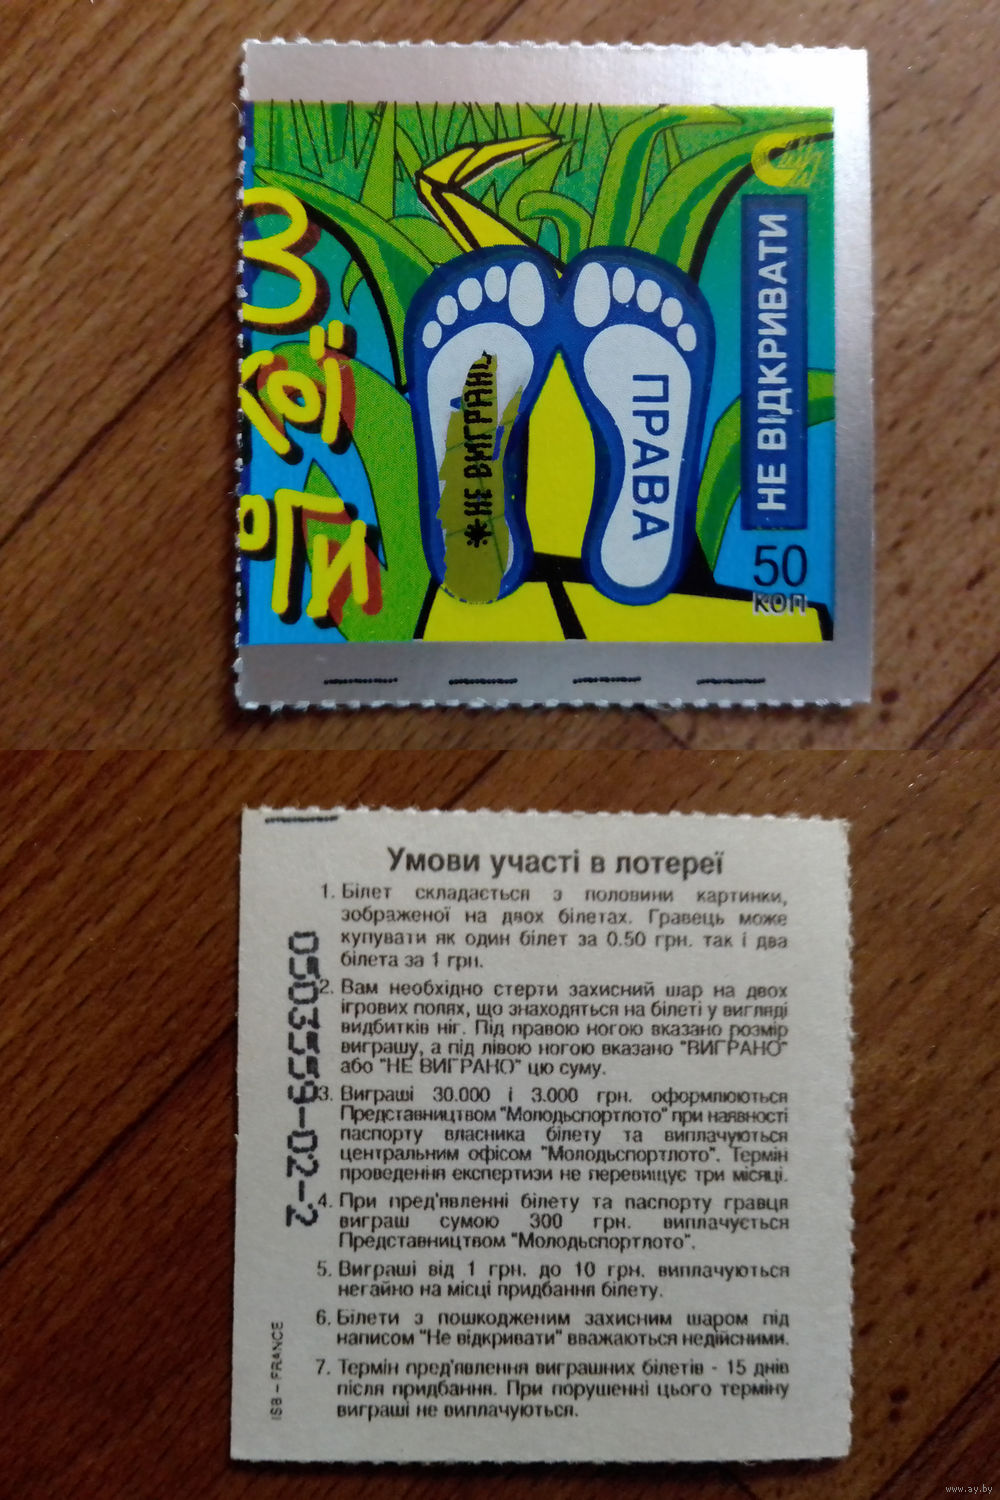 З
кої
оги
*НЕ ВИГРАНО
ПРАВА
НЕ ВІДКРИВАТИ
50
коп
Умови участі в лотереї
1. Білет складається з половини картинки,
зображеної на двох білетах. Гравець може
купувати як один білет за 0.50 грн. так і два
білета за 1 грн.
2. Вам необхідно стерти захисний шар на двох
ігрових полях, що знаходяться на білеті у вигляді
видбитків ніг. Під правою ногою вказано розмір
виграшу, а під лівою ногою вказано "ВИГРАНО"
або "НЕ ВИГРАНО" цю суму.
3. Виграші 30.000 і 3.000 грн. оформлюються
Представництвом "Молодьспортлото" при наявності
паспорту власника білету та виплачуються
центральним офісом "Молодьспортлото". Термін
проведення експертизи не перевищує три місяці.
4. При пред'явленні білету та паспорту гравця
виграш сумою 300 грн. виплачується
Представництвом "Молодьспортлото".
5. Виграші від 1 грн. до 10 грн. виплачуються
негайно на місці придбання білету.
6. Білети з пошкодженим захисним шаром під
написом "Не відкривати" вважаються недійсними.
7. Термін пред'явлення виграшних білетів - 15 днів
після придбання. При порушенні цього терміну
виграші не виплачуються.
0503559-02-2
ISB - FRANCE
www.ay.by